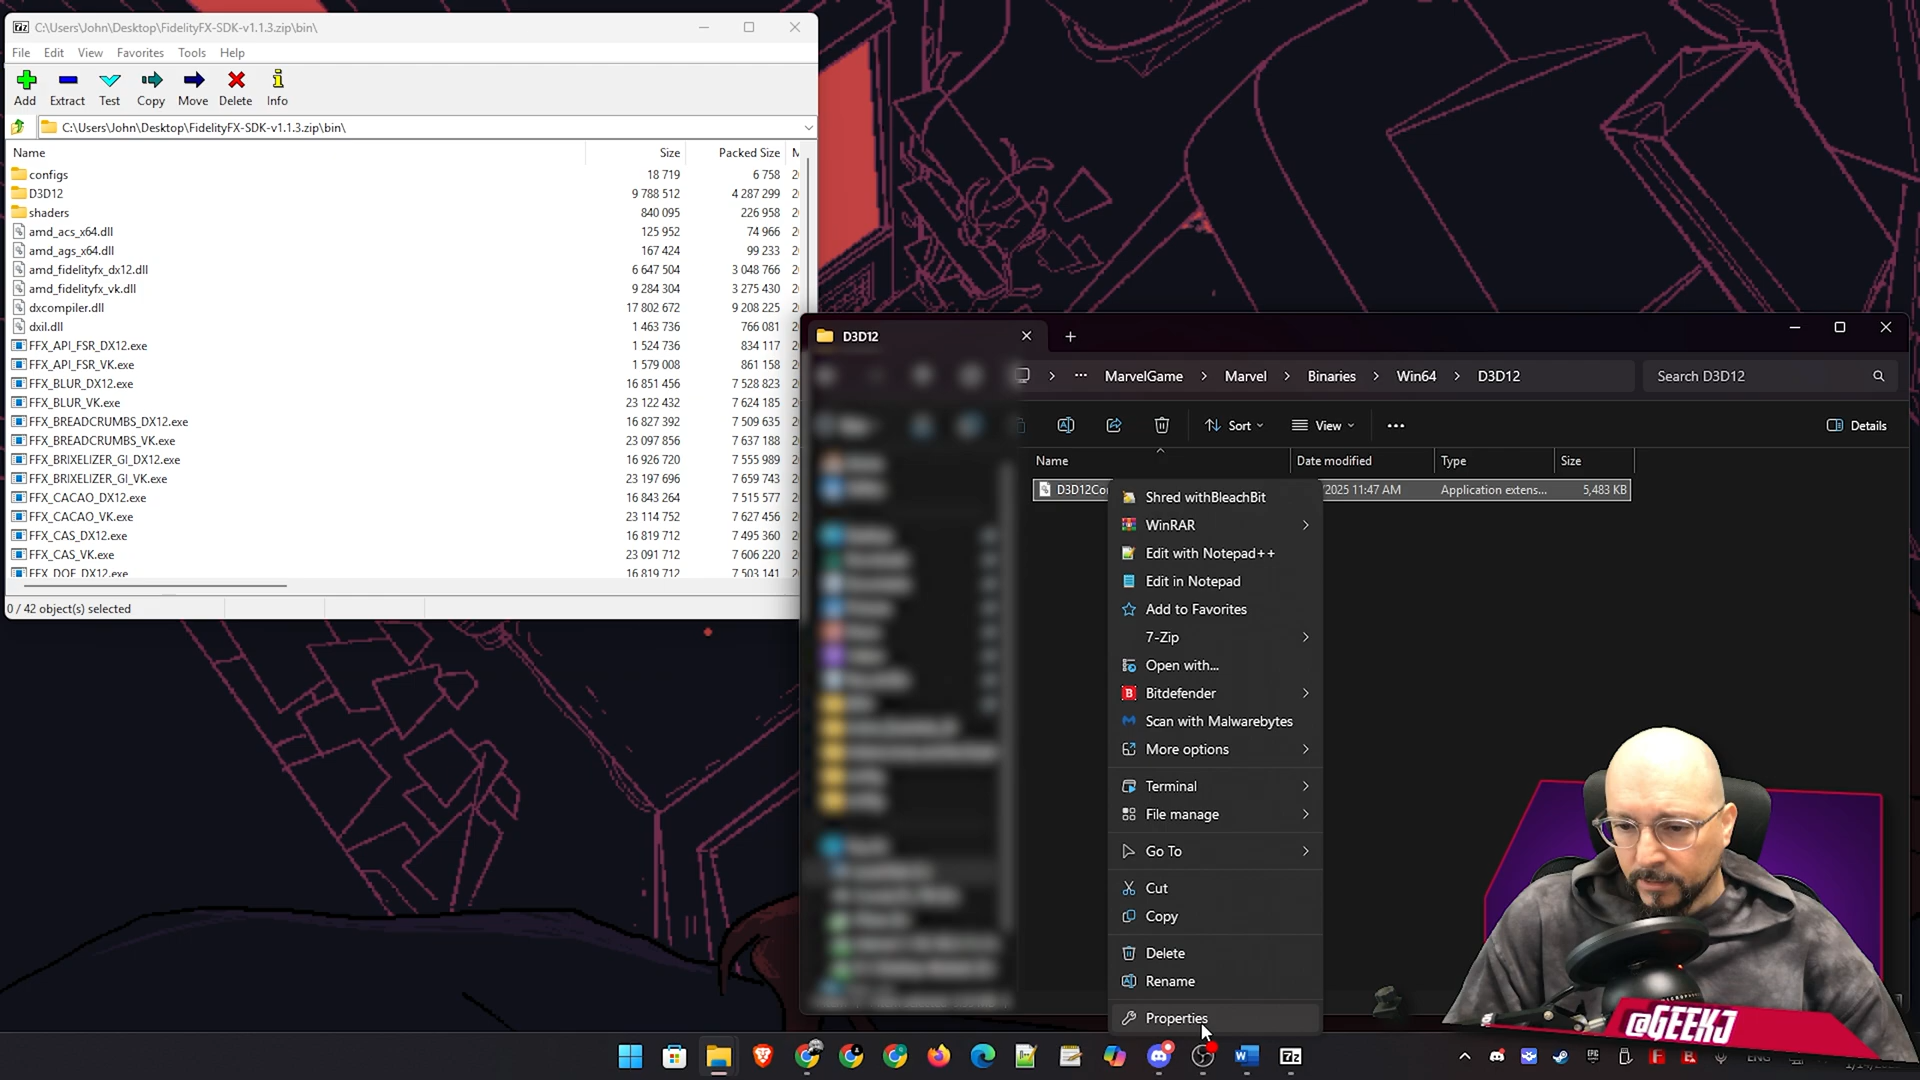 C:\Users\John\Desktop\FidelityFX-SDK-v1.1.3.zip\bin\
File Edit View Favorites Tools Help
Add Extract Test Copy Move Delete Info
C:\Users\John\Desktop\FidelityFX-SDK-v1.1.3.zip\bin\
Name Size Packed Size
configs 18 719 6 758
D3D12 9 788 512 4 287 299
shaders 840 095 226 958
amd_acs_x64.dll 125 952 74 966
amd_ags_x64.dll 167 424 99 233
amd_fidelityfx_dx12.dll 6 647 504 3 048 766
amd_fidelityfx_vk.dll 9 284 304 3 275 430
dxcompiler.dll 17 802 672 9 208 225
dxil.dll 1 463 736 766 081
FFX_API_FSR_DX12.exe 1 524 736 834 117
FFX_API_FSR_VK.exe 1 579 008 861 158
FFX_BLUR_DX12.exe 16 851 456 7 528 823
FFX_BLUR_VK.exe 23 122 432 7 624 185
FFX_BREADCRUMBS_DX12.exe 16 827 392 7 509 635
FFX_BREADCRUMBS_VK.exe 23 097 856 7 637 188
FFX_BRIXELIZER_GI_DX12.exe 16 926 720 7 555 989
FFX_BRIXELIZER_GI_VK.exe 23 197 696 7 659 743
FFX_CACAO_DX12.exe 16 843 264 7 515 577
FFX_CACAO_VK.exe 23 114 752 7 627 456
FFX_CAS_DX12.exe 16 819 712 7 495 360
FFX_CAS_VK.exe 23 091 712 7 606 220
FFX_DOF_DX12.exe 16 819 712 7 503 141
0 / 42 object(s) selected
D3D12
MarvelGame > Marvel > Binaries > Win64 > D3D12
Search D3D12
Sort View Details
Name Date modified Type Size
D3D12Co /2025 11:47 AM Application extens... 5,483 KB
Shred withBleachBit
WinRAR
Edit with Notepad++
Edit in Notepad
Add to Favorites
7-Zip
Open with...
Bitdefender
Scan with Malwarebytes
More options
Terminal
File manage
Go To
Cut
Copy
Delete
Rename
Properties
@GEEKJ
ENG